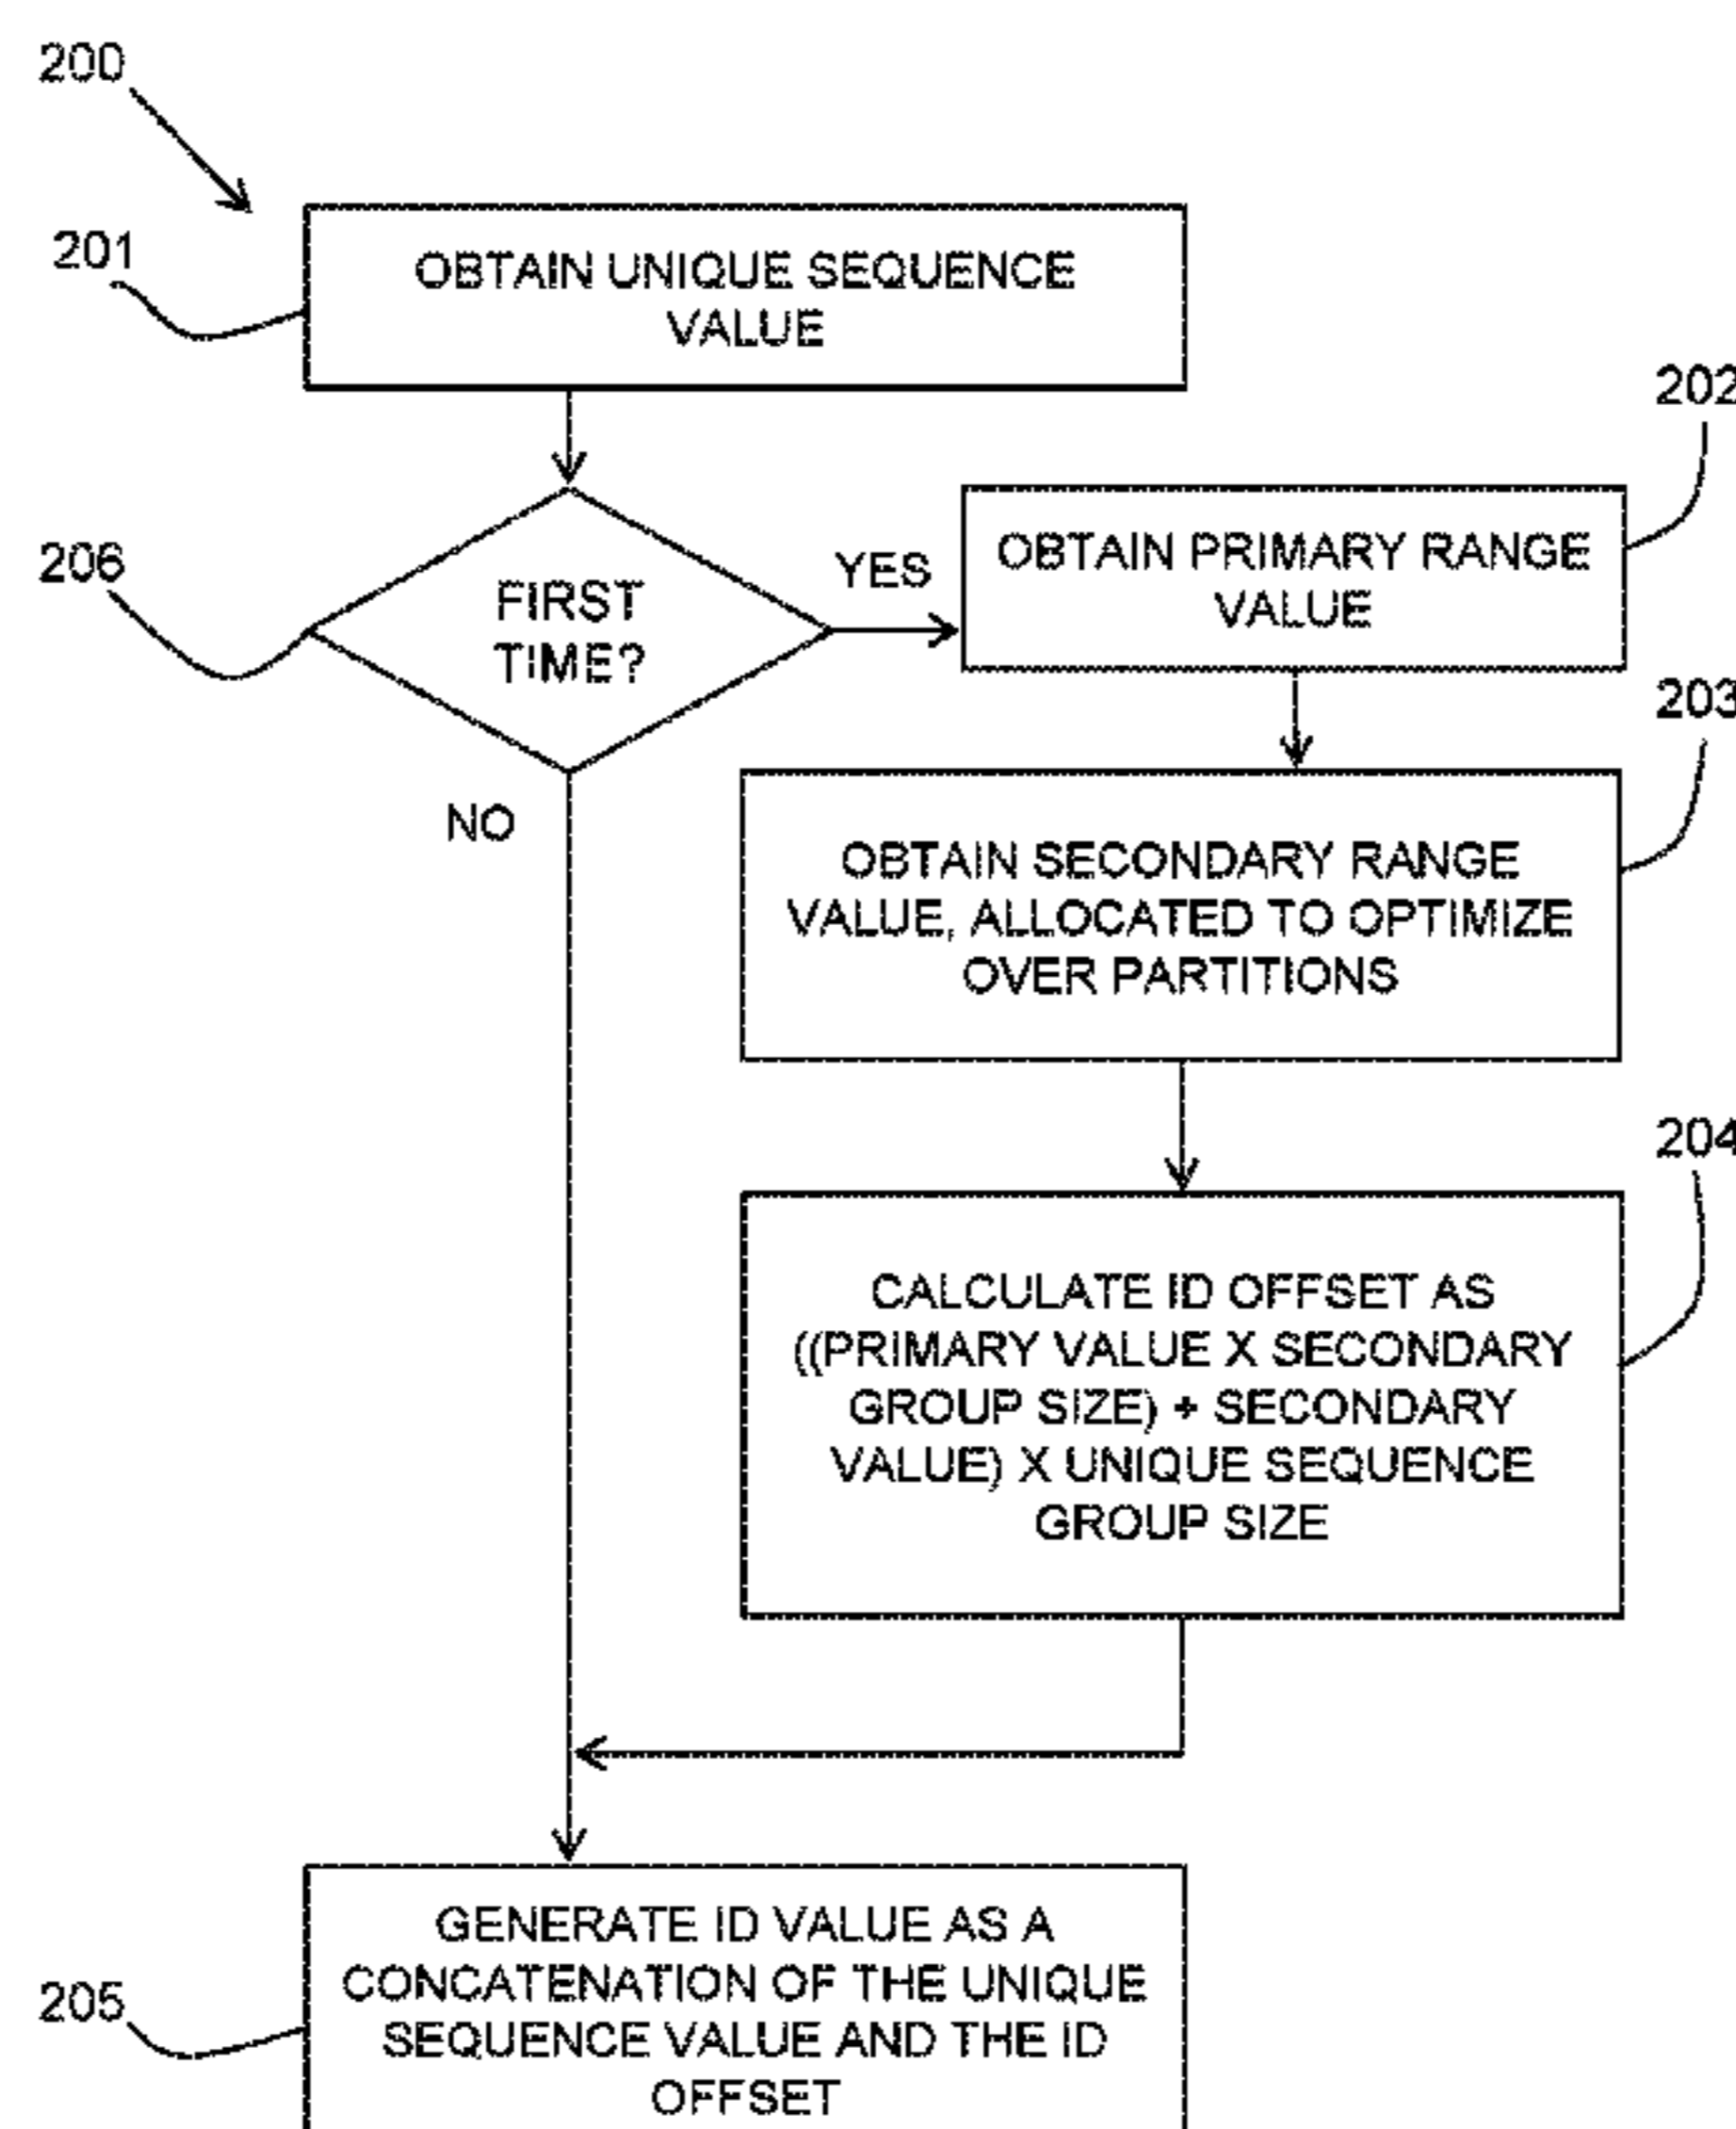 200
201
OBTAIN UNIQUE SEQUENCE
VALUE
202
206
FIRST
TIME?
YES
OBTAIN PRIMARY RANGE
VALUE
203
NO
OBTAIN SECONDARY RANGE
VALUE, ALLOCATED TO OPTIMIZE
OVER PARTITIONS
204
CALCULATE ID OFFSET AS
((PRIMARY VALUE X SECONDARY
GROUP SIZE) + SECONDARY
VALUE) X UNIQUE SEQUENCE
GROUP SIZE
205
GENERATE ID VALUE AS A
CONCATENATION OF THE UNIQUE
SEQUENCE VALUE AND THE ID
OFFSET